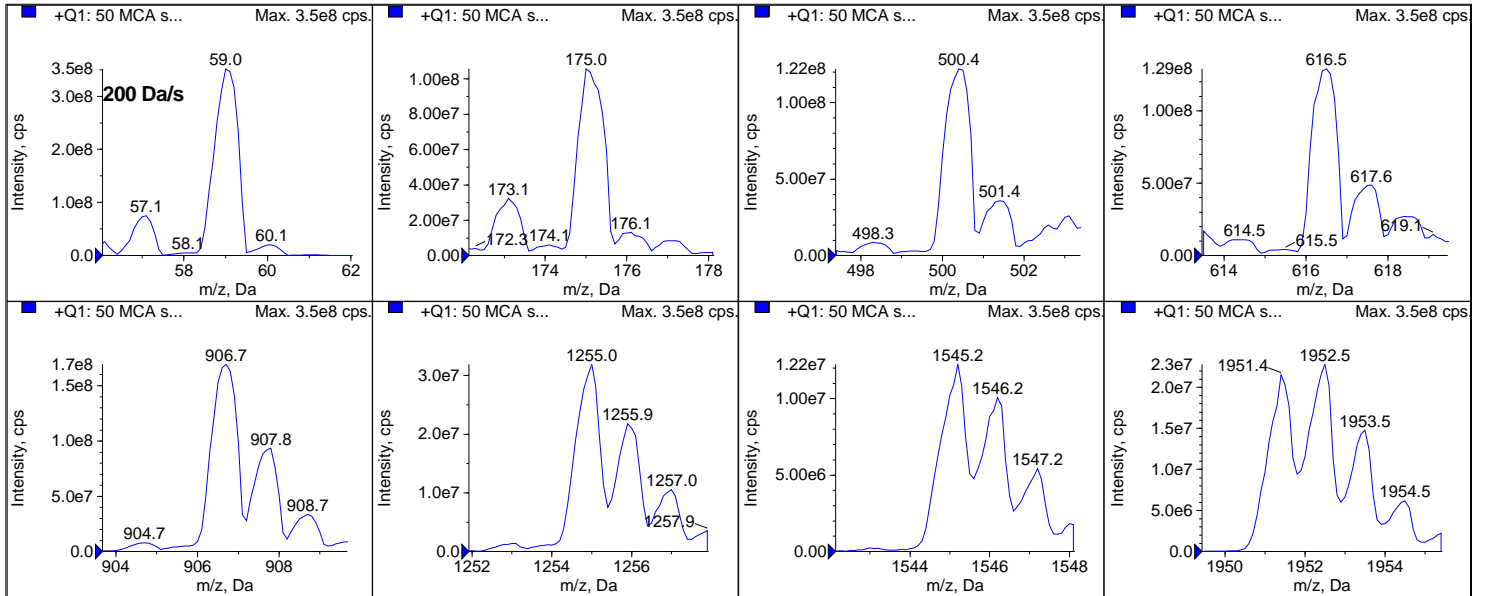 +Q1: 50 MCA s... Max. 3.5e8 cps.
59.0
3.5e8
200 Da/s
3.0e8
2.0e8
1.0e8
57.1
58.1
60.1
0.0
58 60 62
m/z, Da
Intensity, cps
+Q1: 50 MCA s... Max. 3.5e8 cps.
175.0
1.00e8
8.00e7
6.00e7
4.00e7
173.1
2.00e7
172.3
174.1
176.1
0.00
174 176 178
m/z, Da
Intensity, cps
+Q1: 50 MCA s... Max. 3.5e8 cps.
500.4
1.22e8
1.00e8
5.00e7
501.4
498.3
0.00
498 500 502
m/z, Da
Intensity, cps
+Q1: 50 MCA s... Max. 3.5e8 cps.
616.5
1.29e8
1.00e8
5.00e7
617.6
614.5
615.5
619.1
0.00
614 616 618
m/z, Da
Intensity, cps
+Q1: 50 MCA s... Max. 3.5e8 cps.
906.7
1.7e8
1.5e8
1.0e8
907.8
5.0e7
908.7
904.7
0.0
904 906 908
m/z, Da
Intensity, cps
+Q1: 50 MCA s... Max. 3.5e8 cps.
1255.0
3.0e7
1255.9
2.0e7
1257.0
1.0e7
1257.9
0.0
1252 1254 1256
m/z, Da
Intensity, cps
+Q1: 50 MCA s... Max. 3.5e8 cps.
1545.2
1.22e7
1546.2
1.00e7
1547.2
5.00e6
0.00
1544 1546 1548
m/z, Da
Intensity, cps
+Q1: 50 MCA s... Max. 3.5e8 cps.
1952.5
2.3e7
1951.4
2.0e7
1.5e7
1953.5
1.0e7
1954.5
5.0e6
0.0
1950 1952 1954
m/z, Da
Intensity, cps